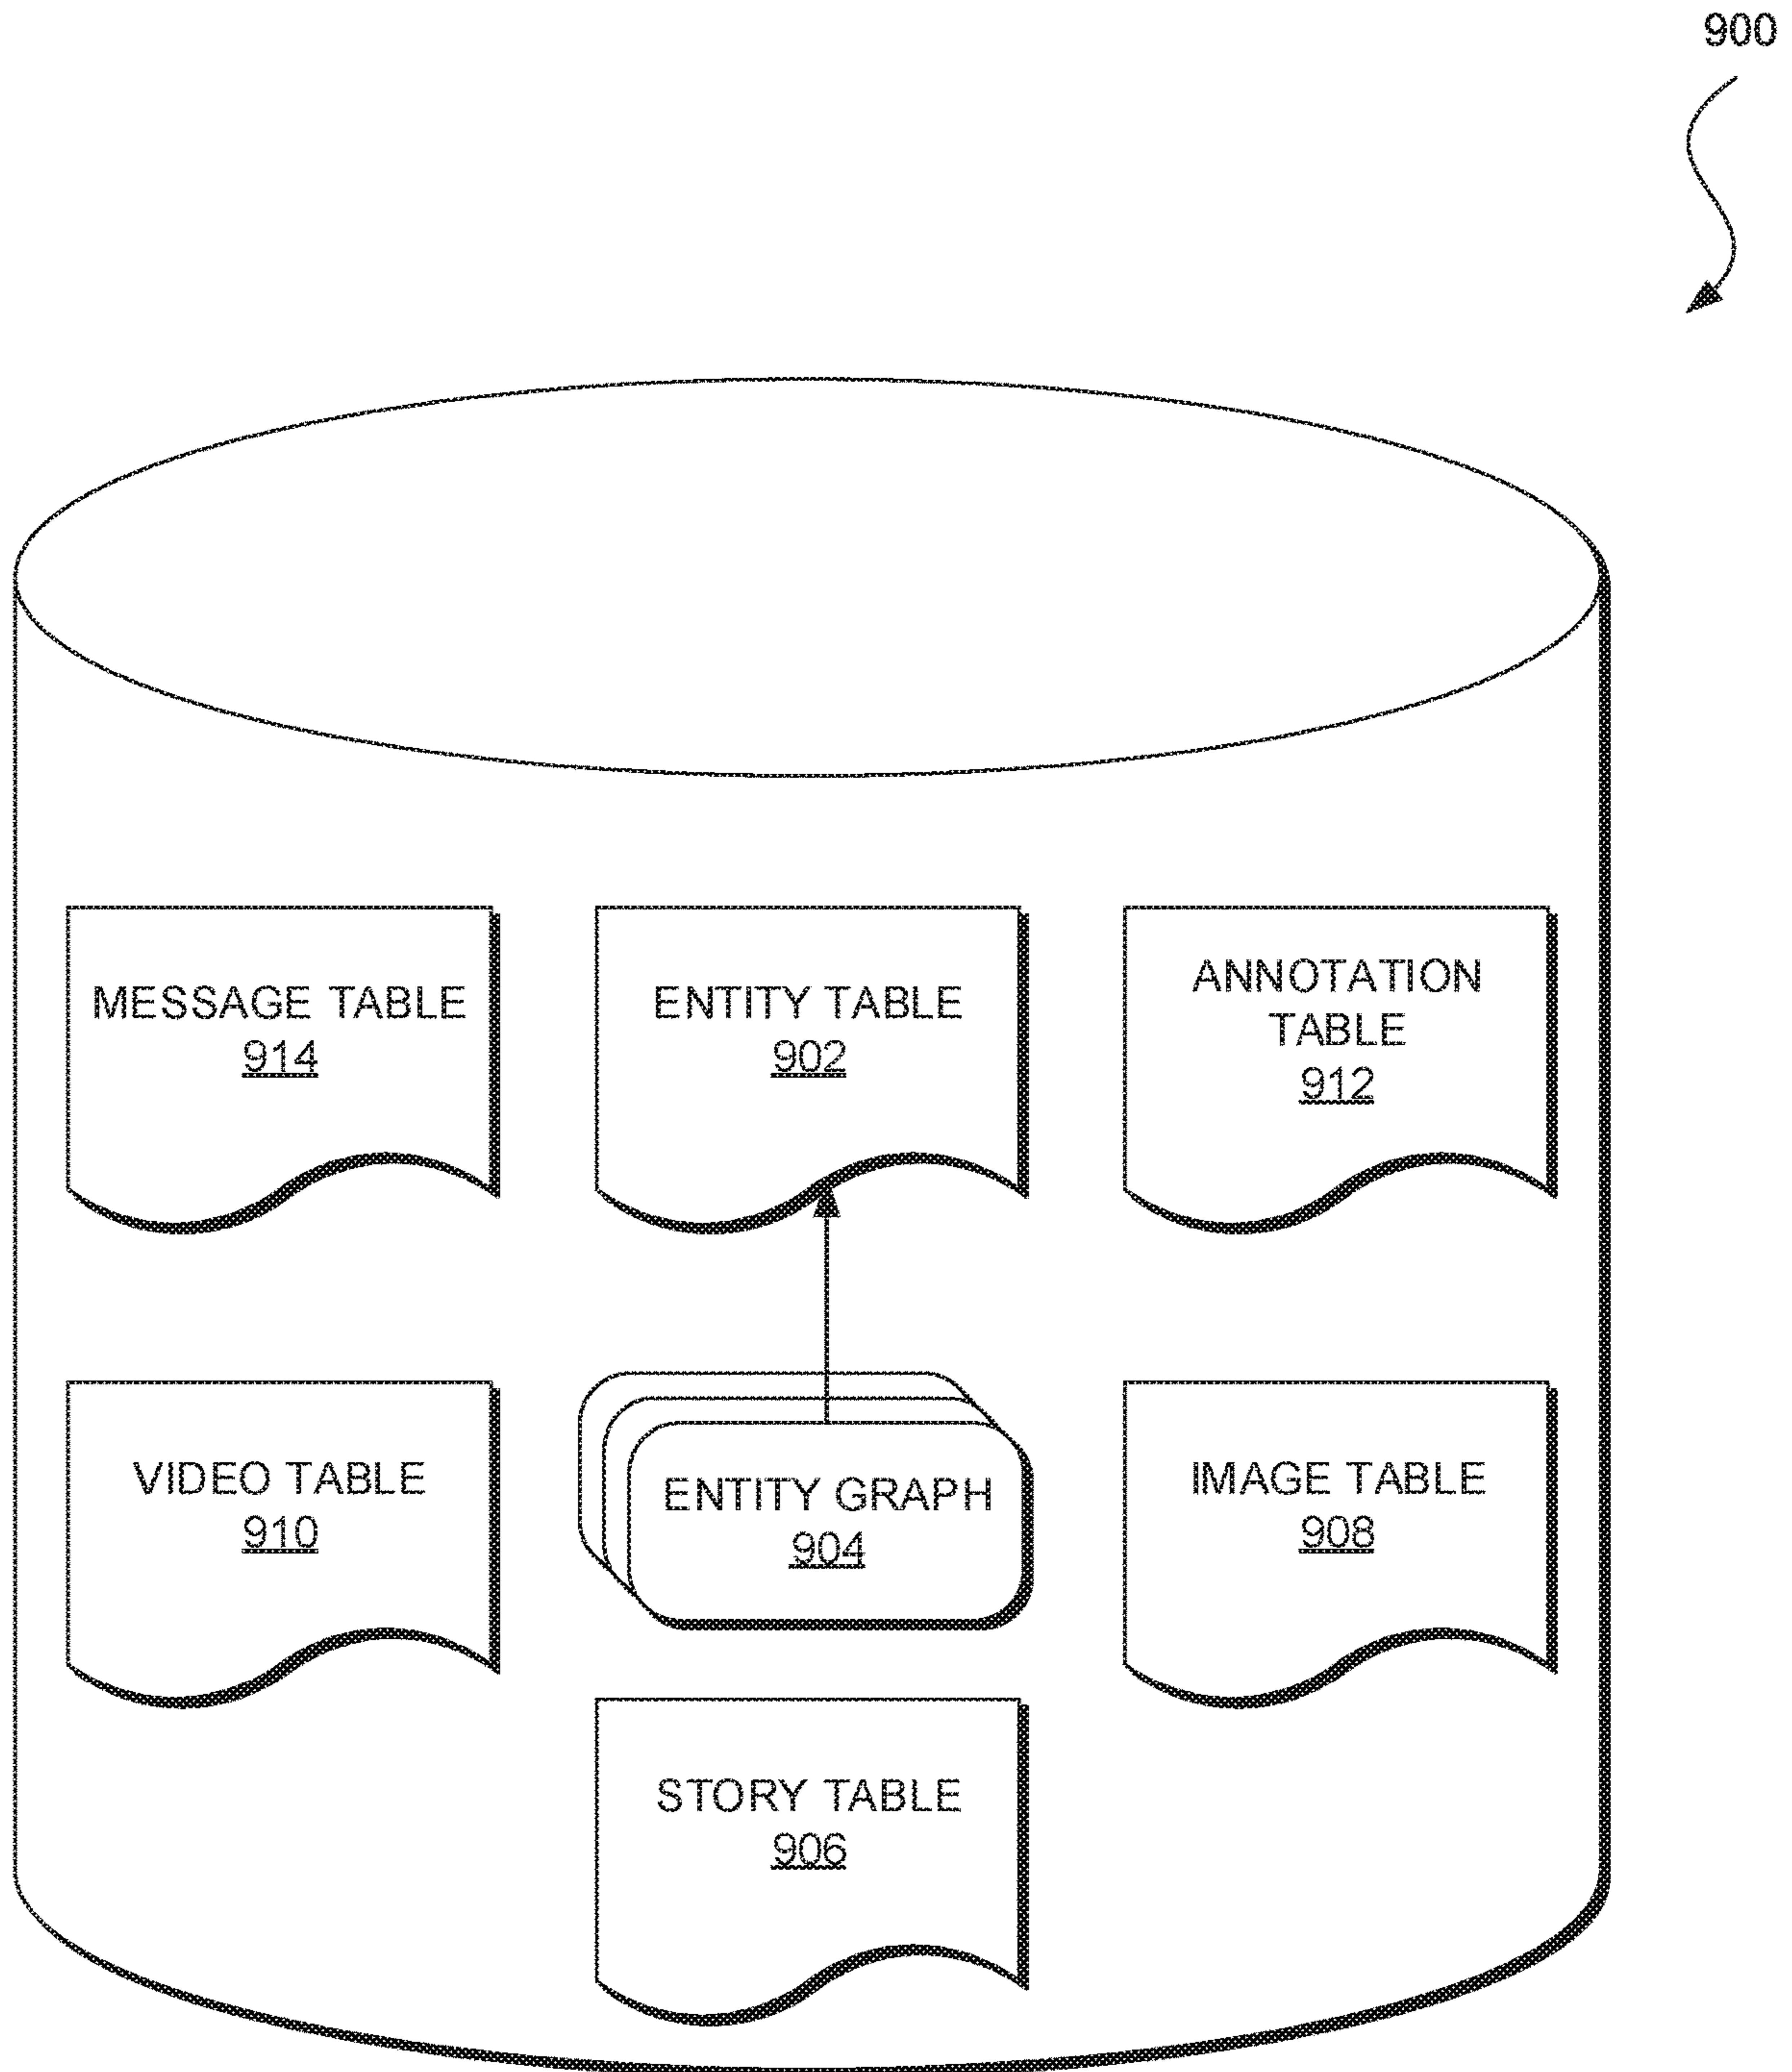 900
MESSAGE TABLE
914
ENTITY TABLE
902
ANNOTATION
TABLE
912
VIDEO TABLE
910
ENTITY GRAPH
904
IMAGE TABLE
908
STORY TABLE
906